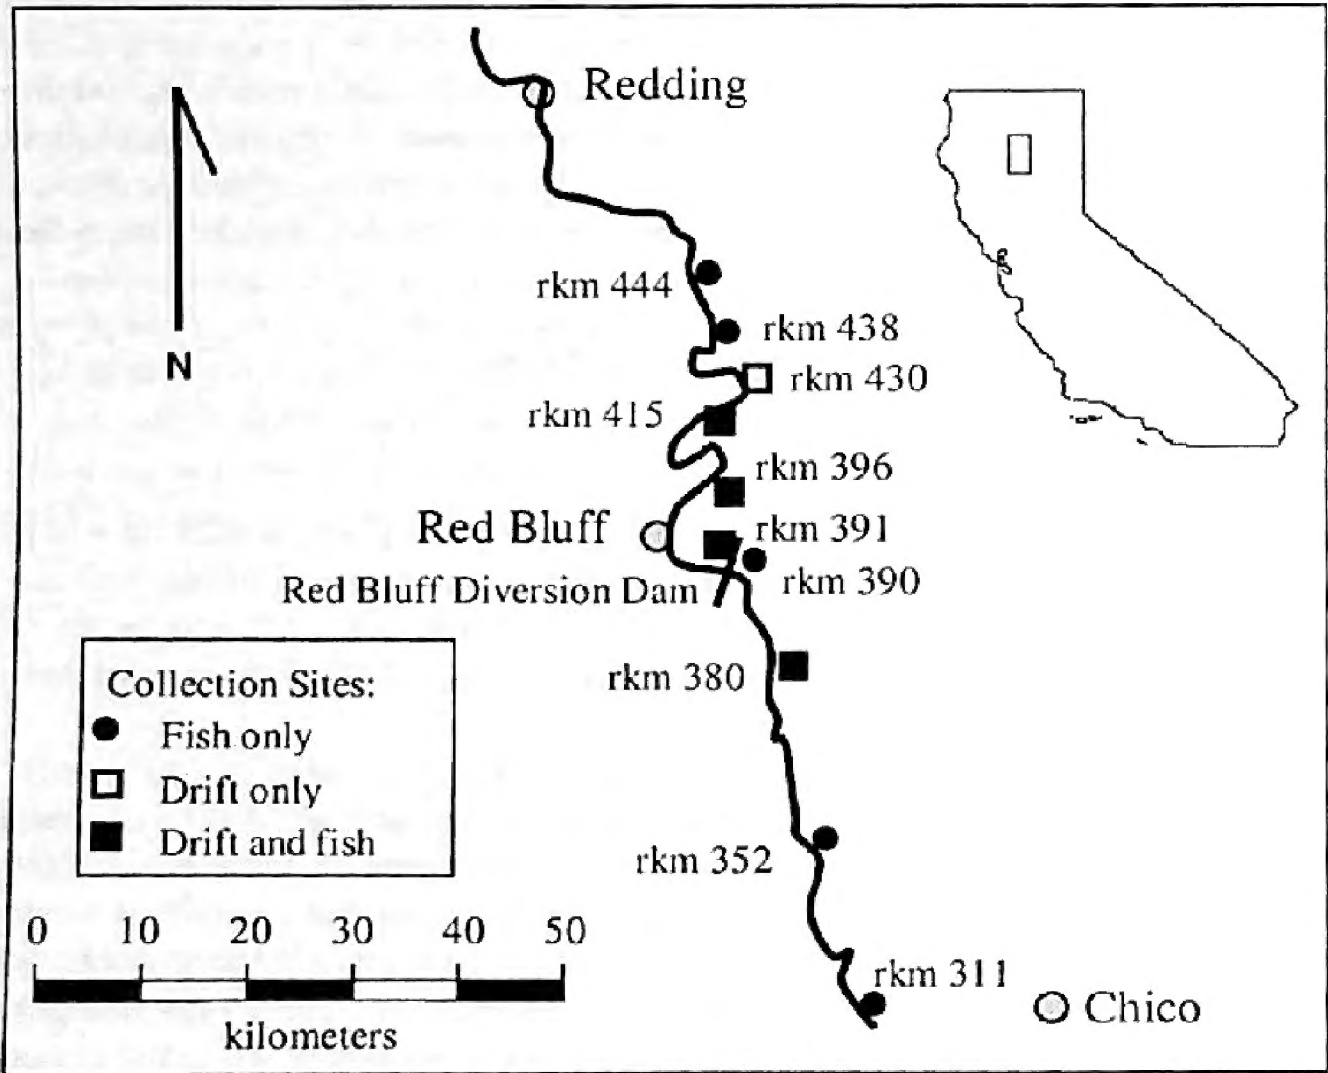 Redding
rkm 444
rkm 438
rkm 430
rkm 415
rkm 396
Red Bluff
rkm 391
Red Bluff Diversion Dam
rkm 390
rkm 380
N
Collection Sites:
Fish only
Drift only
Drift and fish
rkm 352
0 10 20 30 40 50
kilometers
rkm 311
Chico